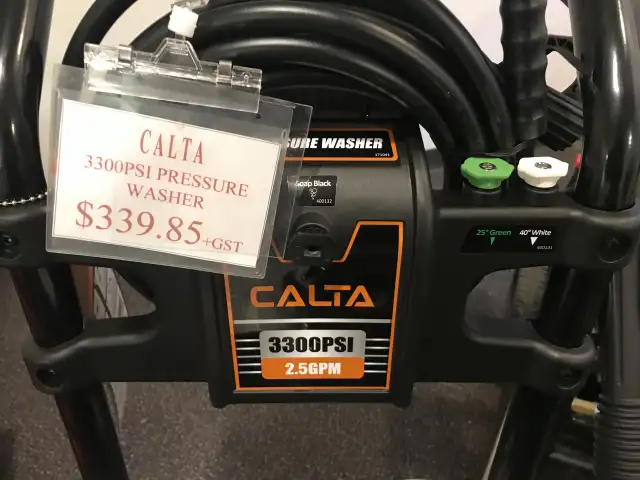 CALTA
3300PSI PRESSURE
WASHER
$339.85+GST
SURE WASHER
Soap Black
400132
25° Green
40° White
CALTA
3300PSI
2.5GPM